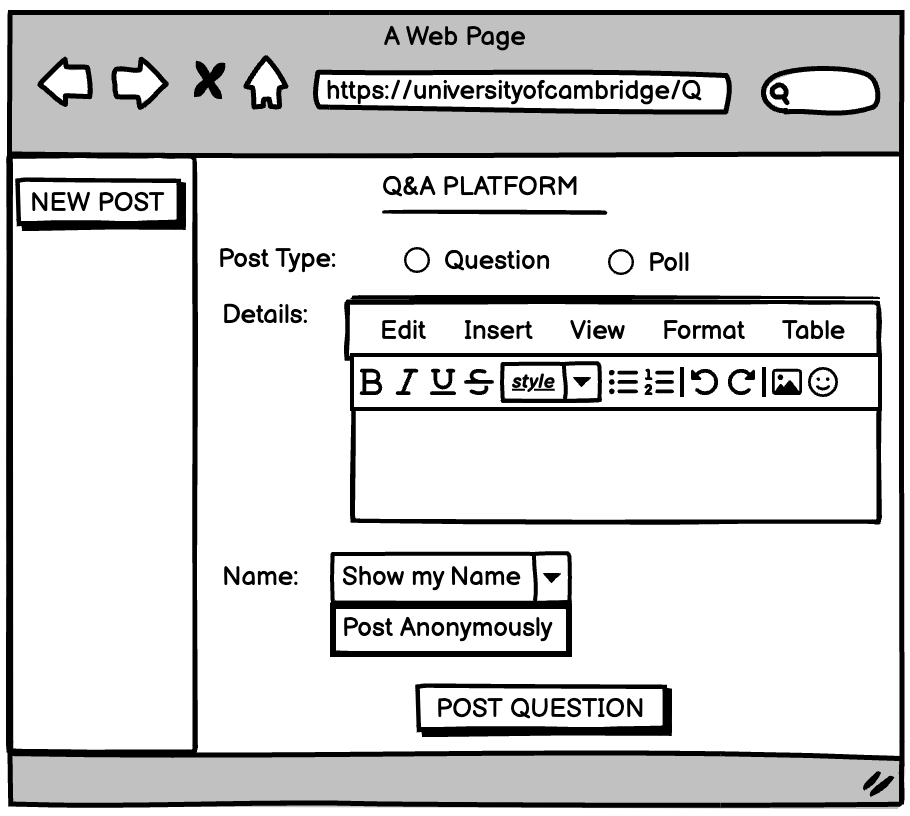 A Web Page
https://universityofcambridge/Q
NEW POST
Q&A PLATFORM
Post Type: Question Poll
Details:
Edit Insert View Format Table
B I U S style
Name: Show my Name
Post Anonymously
POST QUESTION